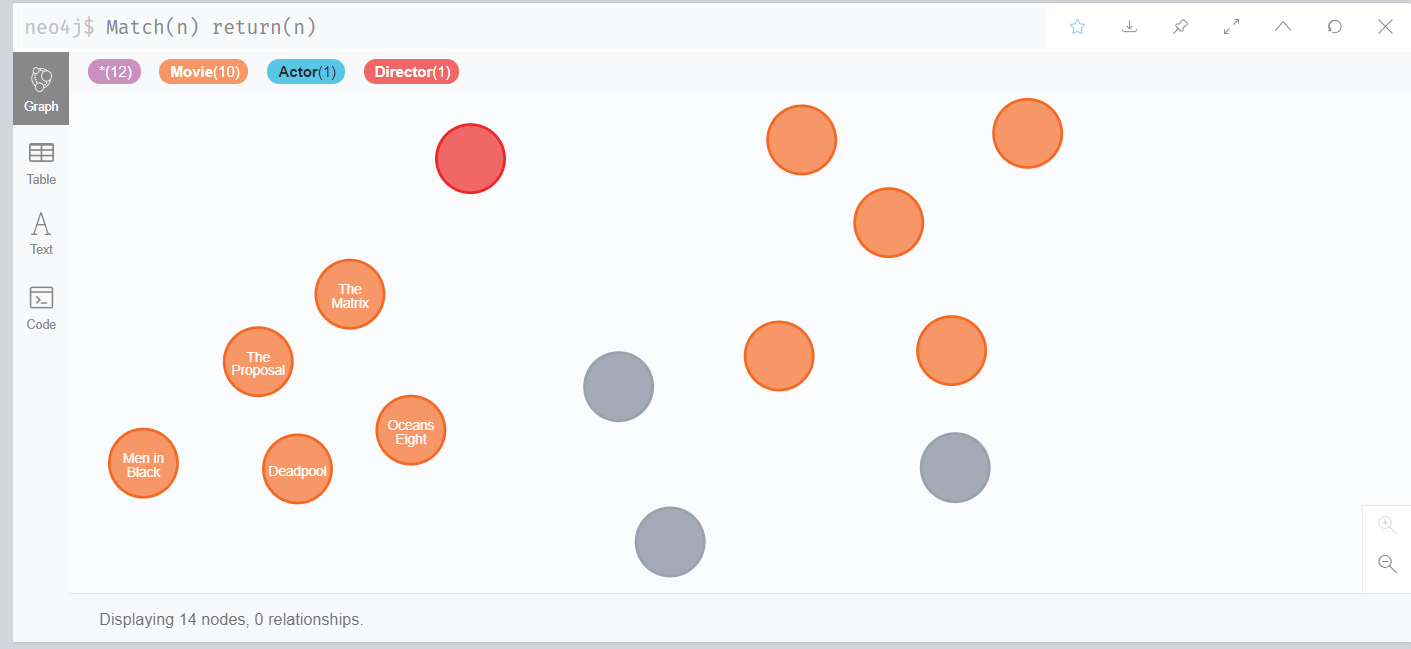 neo4j$ Match(n) return(n)
*(12) Movie(10) Actor(1) Director(1)
Graph
Table
Text
Code
The
Matrix
The
Proposal
Oceans
Eight
Men in
Black
Deadpool
Displaying 14 nodes, 0 relationships.